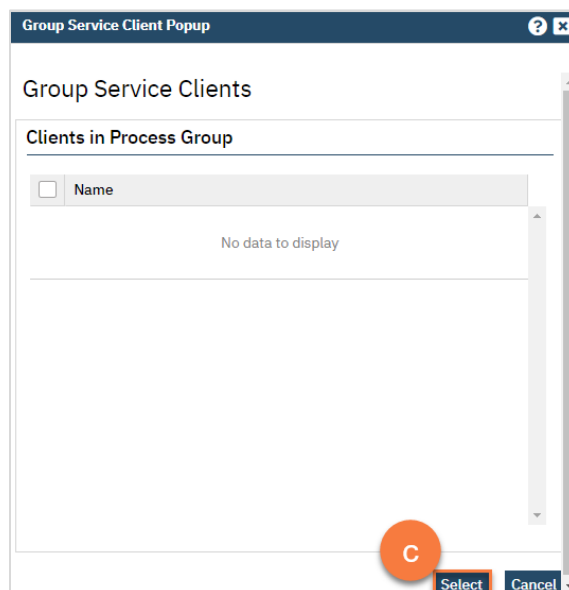 Group Service Client Popup ?
Group Service Clients
Clients in Process Group
Name
No data to display
C
Select Cancel